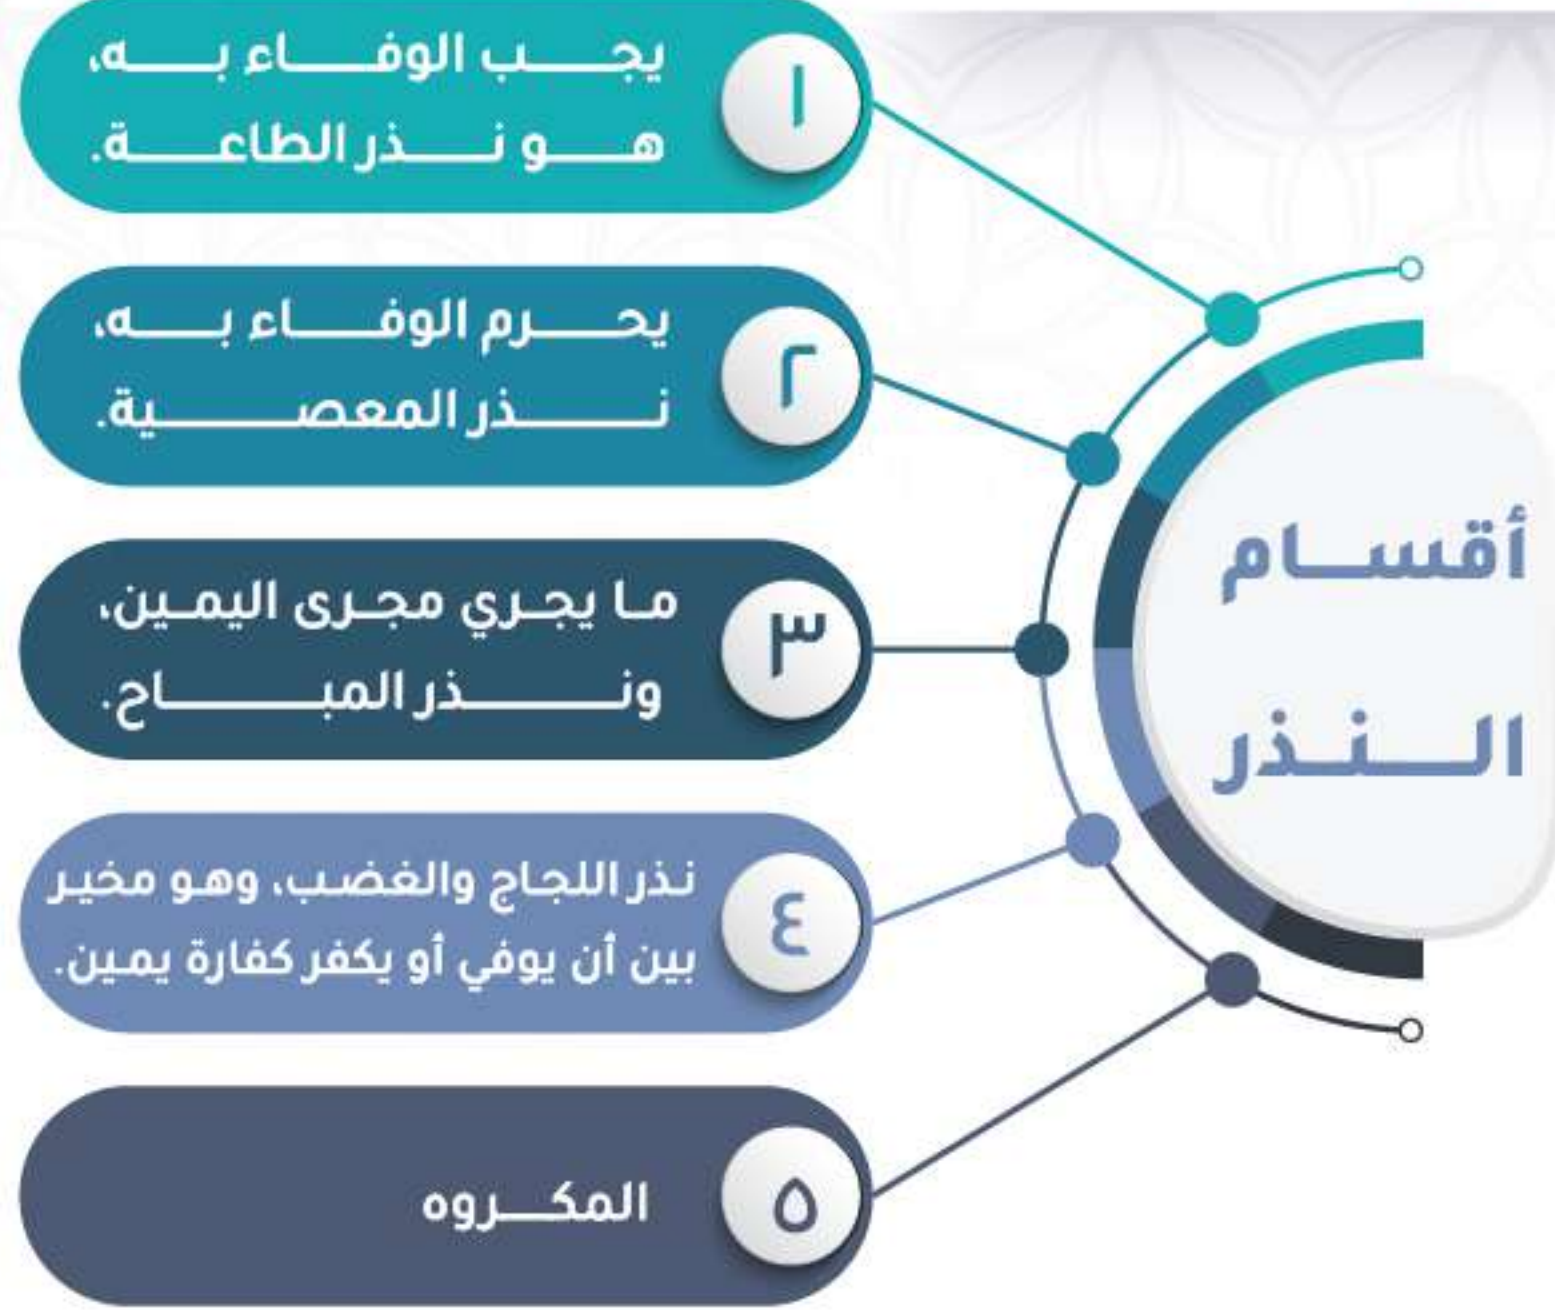 أقسام
النذر
١
يجب الوفاء به،
هو نذر الطاعة.
٢
يحرم الوفاء به،
نذر المعصية.
٣
ما يجري مجرى اليمين،
ونذر المباح.
٤
نذر اللجاج والغضب، وهو مخير
بين أن يوفي أو يكفر كفارة يمين.
٥
المكروه